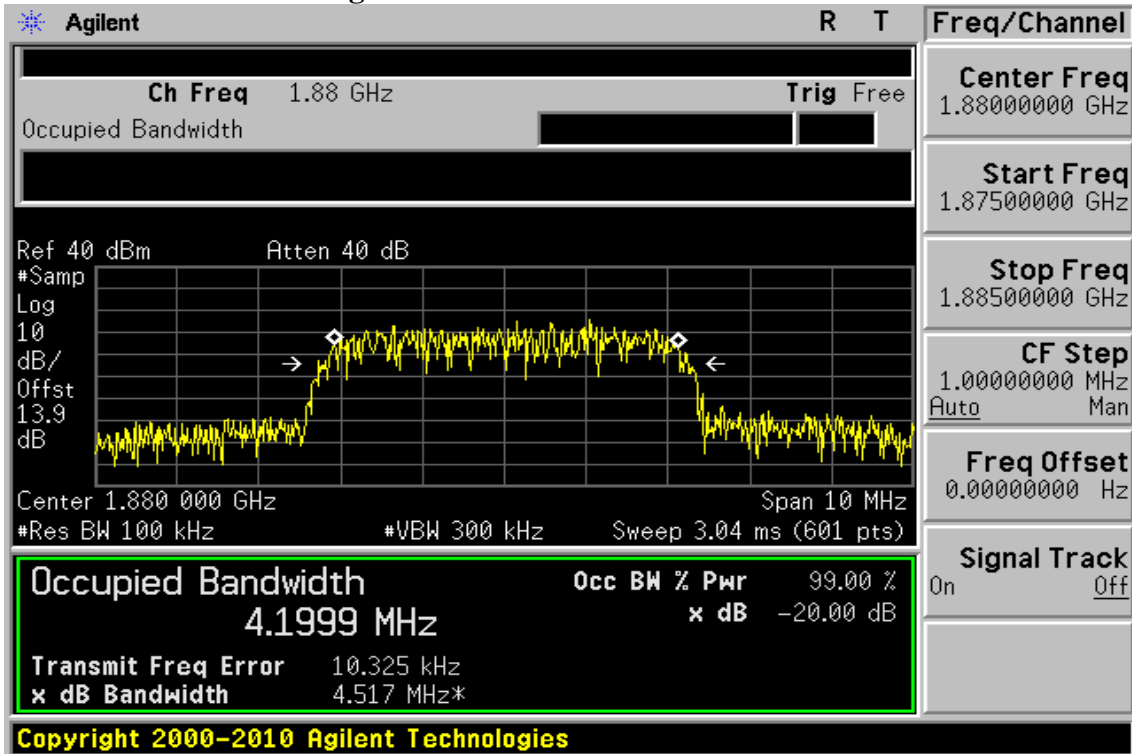 Agilent R T
Freq/Channel
Ch Freq 1.88 GHz Trig Free
Occupied Bandwidth
Center Freq
1.88000000 GHz
Start Freq
1.87500000 GHz
Stop Freq
1.88500000 GHz
CF Step
1.00000000 MHz
Auto Man
Freq Offset
0.00000000 Hz
Signal Track
On Off
Ref 40 dBm Atten 40 dB
#Samp
Log
10
dB/
Offst
13.9
dB
Center 1.880 000 GHz Span 10 MHz
#Res BW 100 kHz #VBW 300 kHz Sweep 3.04 ms (601 pts)
Occupied Bandwidth Occ BW % Pwr 99.00 %
4.1999 MHz x dB -20.00 dB
Transmit Freq Error 10.325 kHz
x dB Bandwidth 4.517 MHz*
Copyright 2000-2010 Agilent Technologies